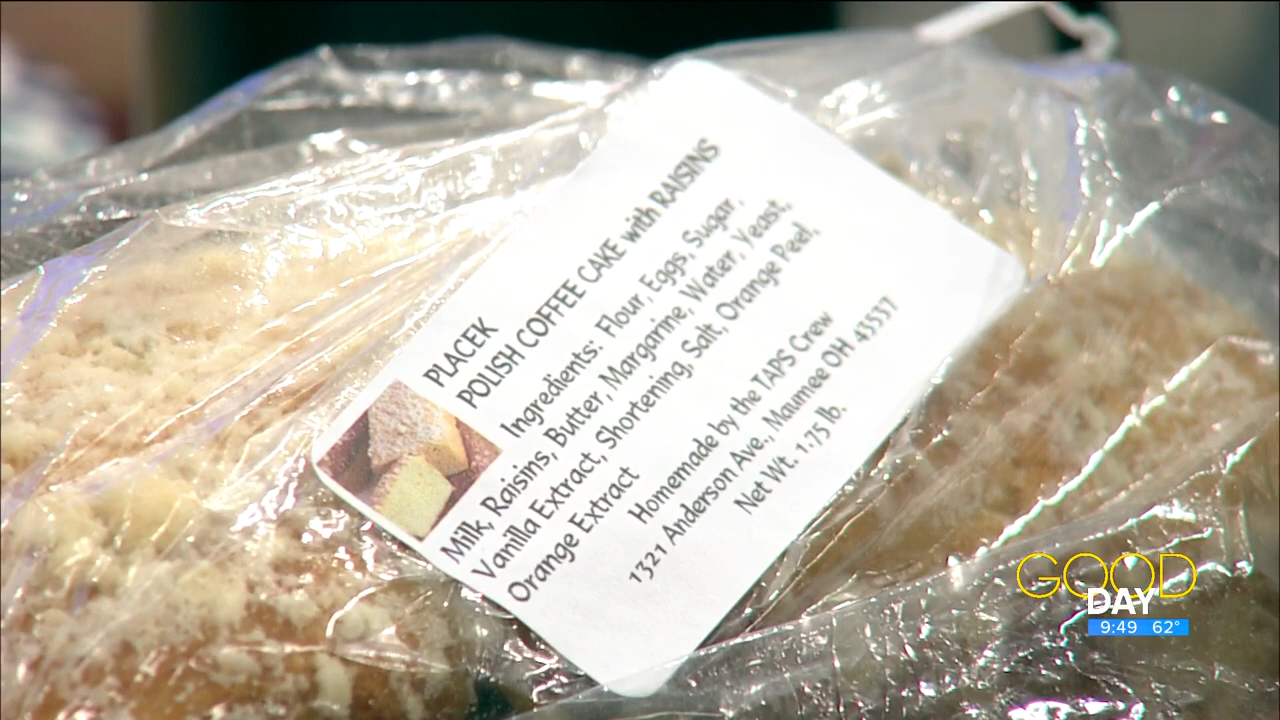 PLACEK
POLISH COFFEE CAKE with RAISINS
Ingredients: Flour, Eggs, Sugar,
Milk, Raisins, Butter, Margarine, Water, Yeast,
Vanilla Extract, Shortening, Salt, Orange Peel,
Orange Extract
Homemade by the TAPS Crew
1321 Anderson Ave., Maumee OH 43537
Net Wt. 1.75 lb.
GOOD
DAY
9:49 62°